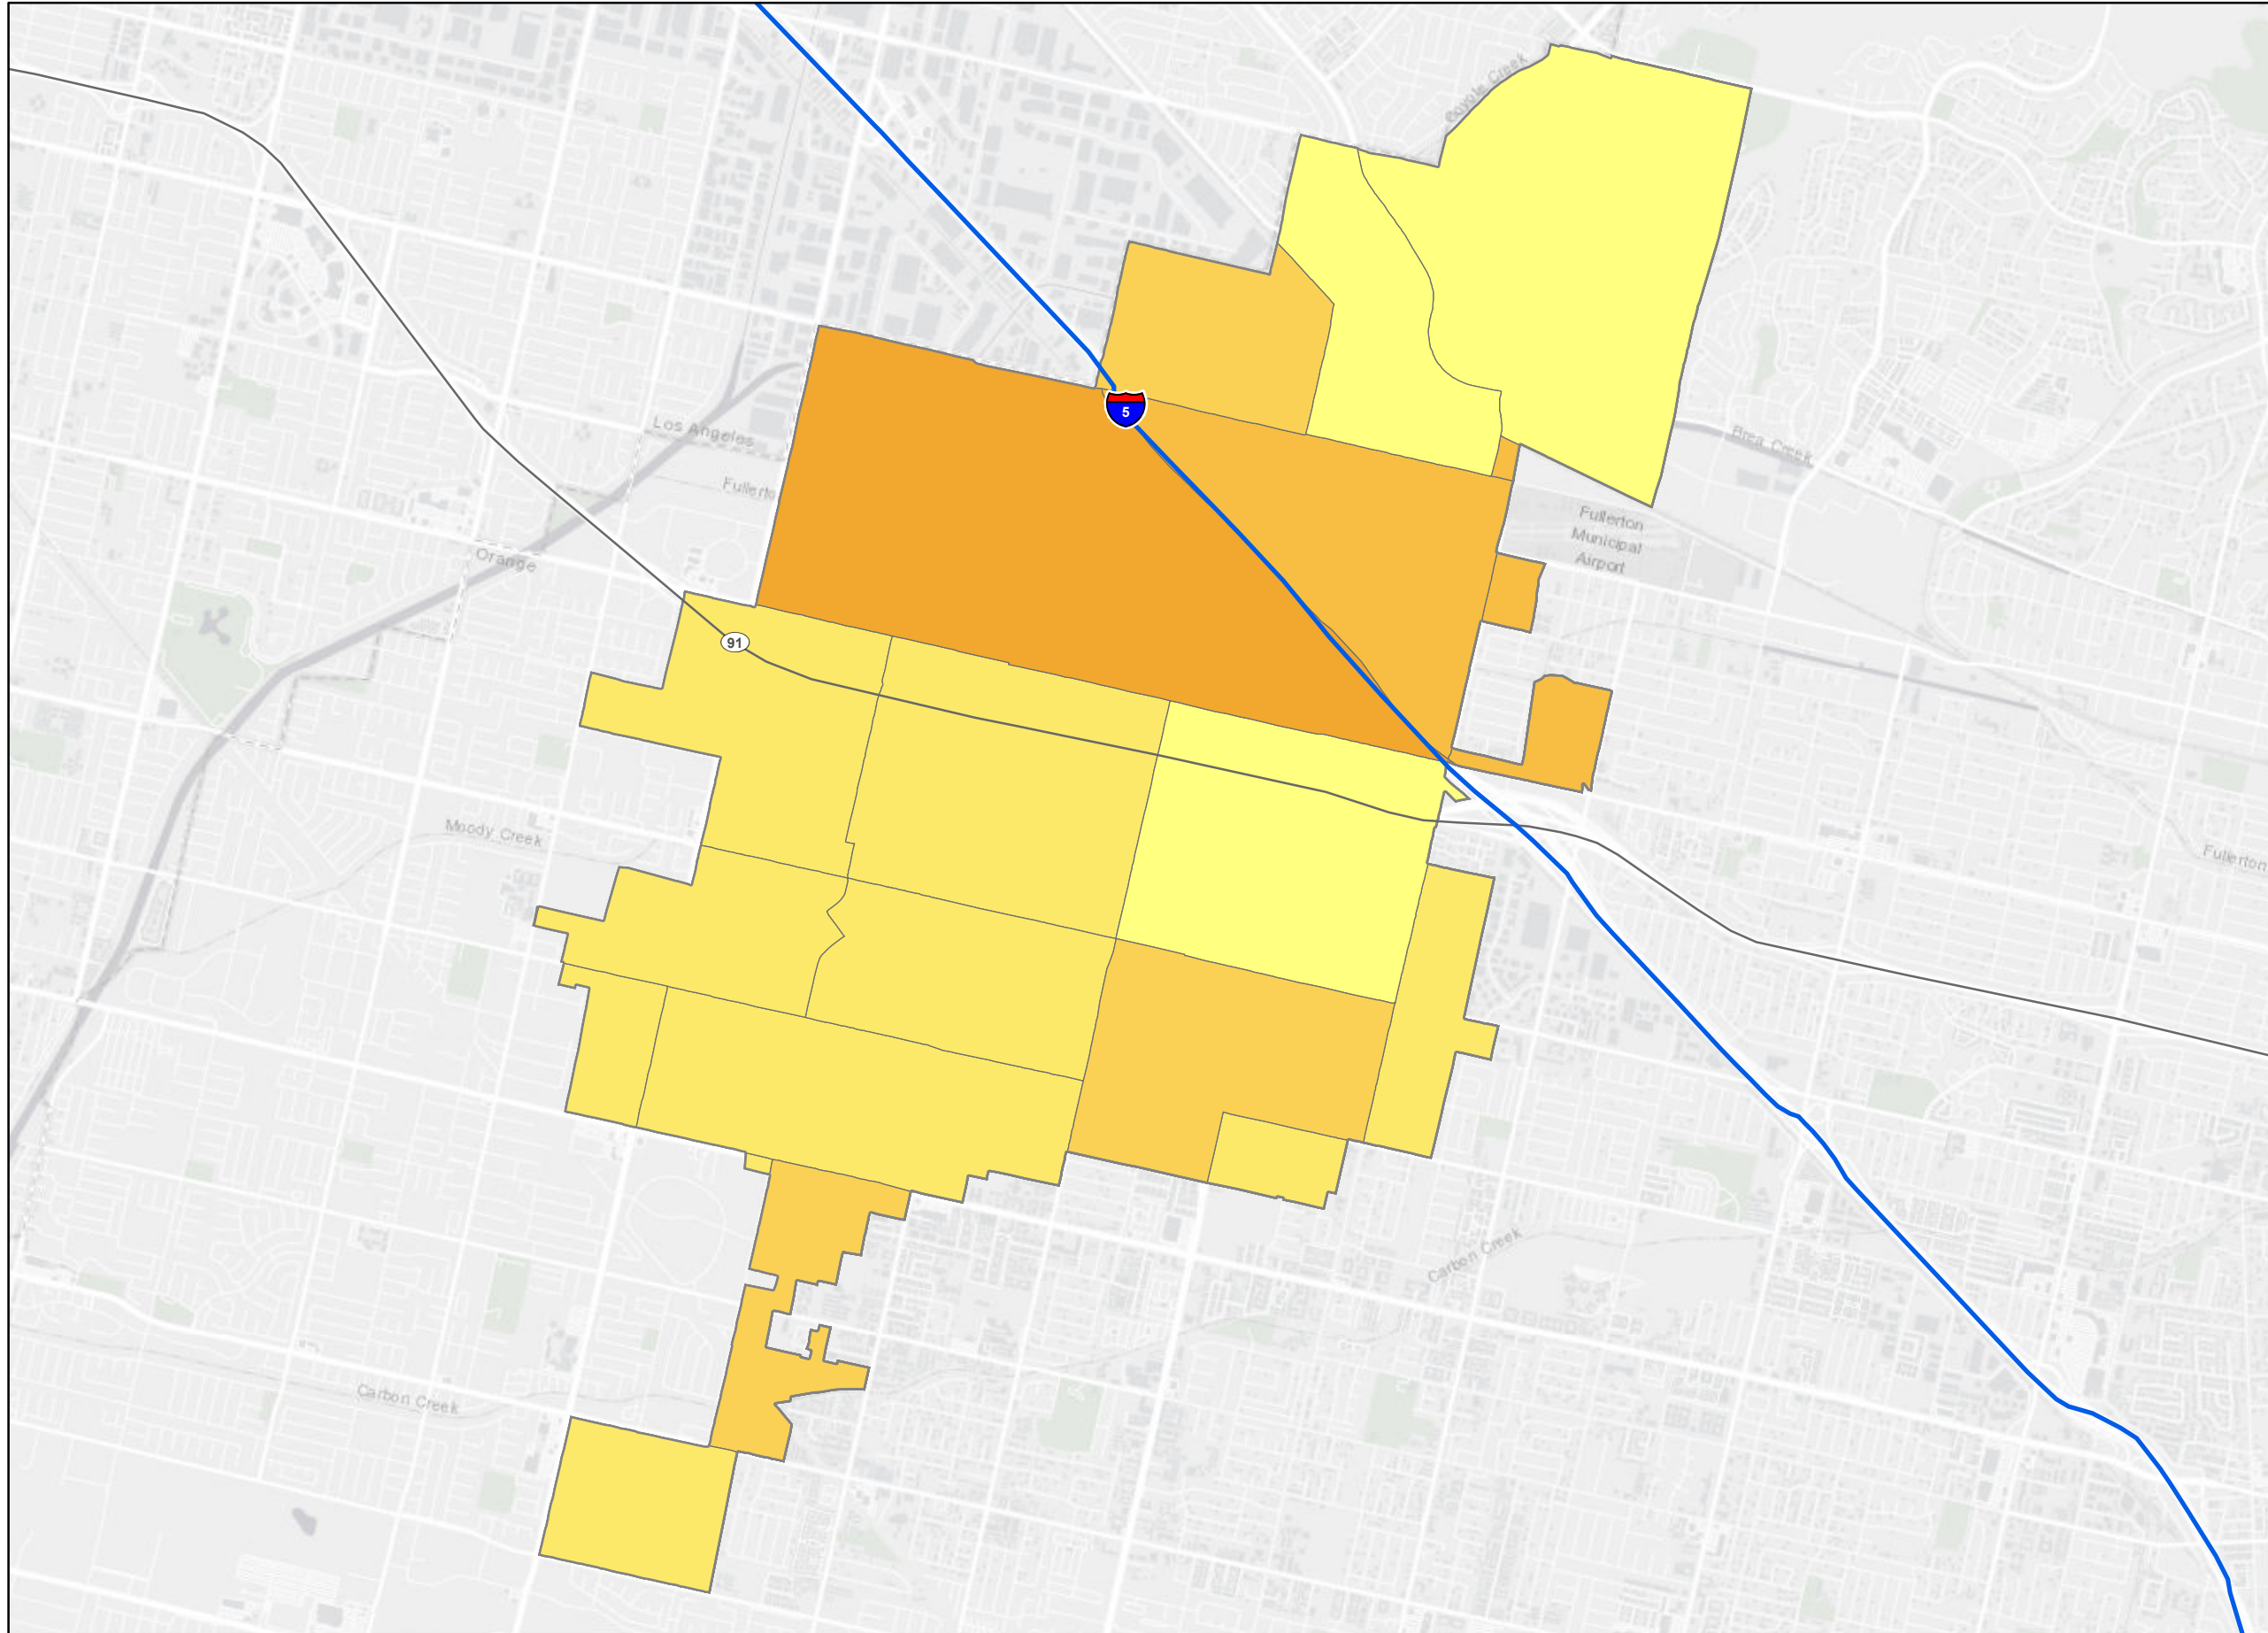 Coyote Creek
5
Los Angeles
Brea Creek
Fullerto
Fullerton
Municipal
Airport
Orange
91
Moody Creek
Fullerton
Carbon Creek
Carbon Creek